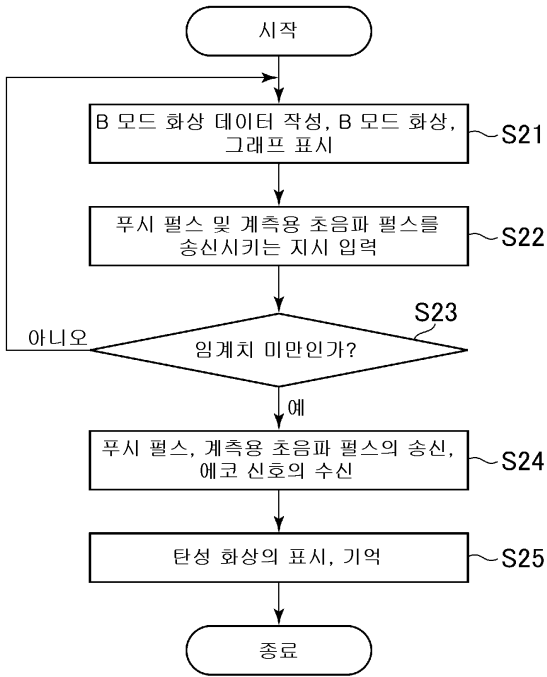 시작
B 모드 화상 데이터 작성, B 모드 화상,
그래프 표시
S21
푸시 펄스 및 계측용 초음파 펄스를
송신시키는 지시 입력
S22
S23
아니오
임계치 미만인가?
예
푸시 펄스, 계측용 초음파 펄스의 송신,
에코 신호의 수신
S24
탄성 화상의 표시, 기억
S25
종료